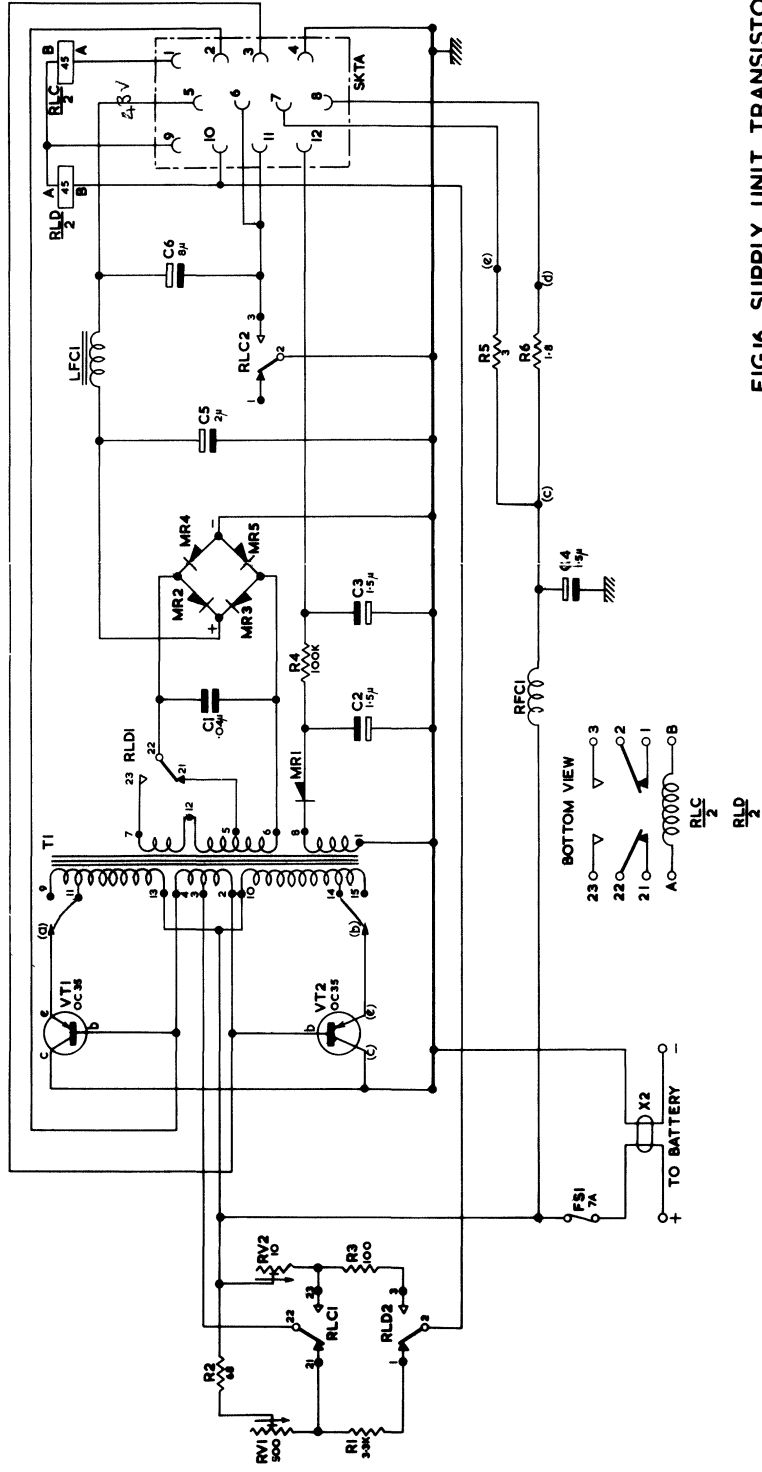 B
A
A
B
45
45
RLC
2
RLD
2
1
2
3
4
5
6
7
8
9
10
11
12
SKTA
LFC1
C6
8μ
RLC2
3
2
1
C5
2μ
(e)
(d)
(c)
R5
3
R6
1·8
MR4
MR5
MR2
MR3
-
+
R4
100K
C3
1·5μ
C2
1·5μ
C4
1·5μ
C1
·04μ
RLD1
22
23
21
MR1
RFC1
T1
7
12
5
6
8
1
9
11
13
4
3
2
10
14
15
(a)
(b)
VT1
OC35
e
b
c
VT2
OC35
b
(e)
(c)
BOTTOM VIEW
23
3
22
2
21
1
A
B
RLC
2
RLD
2
X2
-
+
TO BATTERY
FS1
7A
RV2
10
R3
100
R2
68
RV1
500
R1
3·3K
RLC1
22
23
21
RLD2
3
2
1
FIG.16. SUPPLY UNIT TRANSISTO